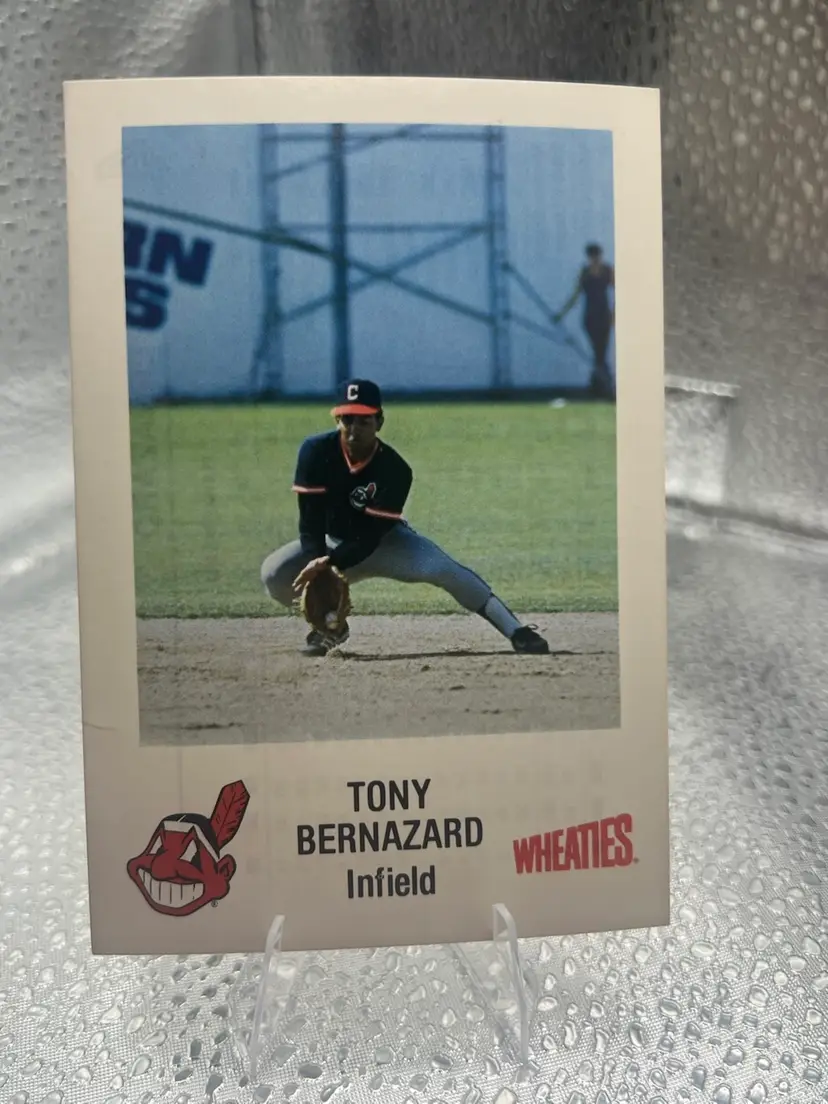 RN
S
C
TONY
BERNAZARD
Infield
WHEATIES®